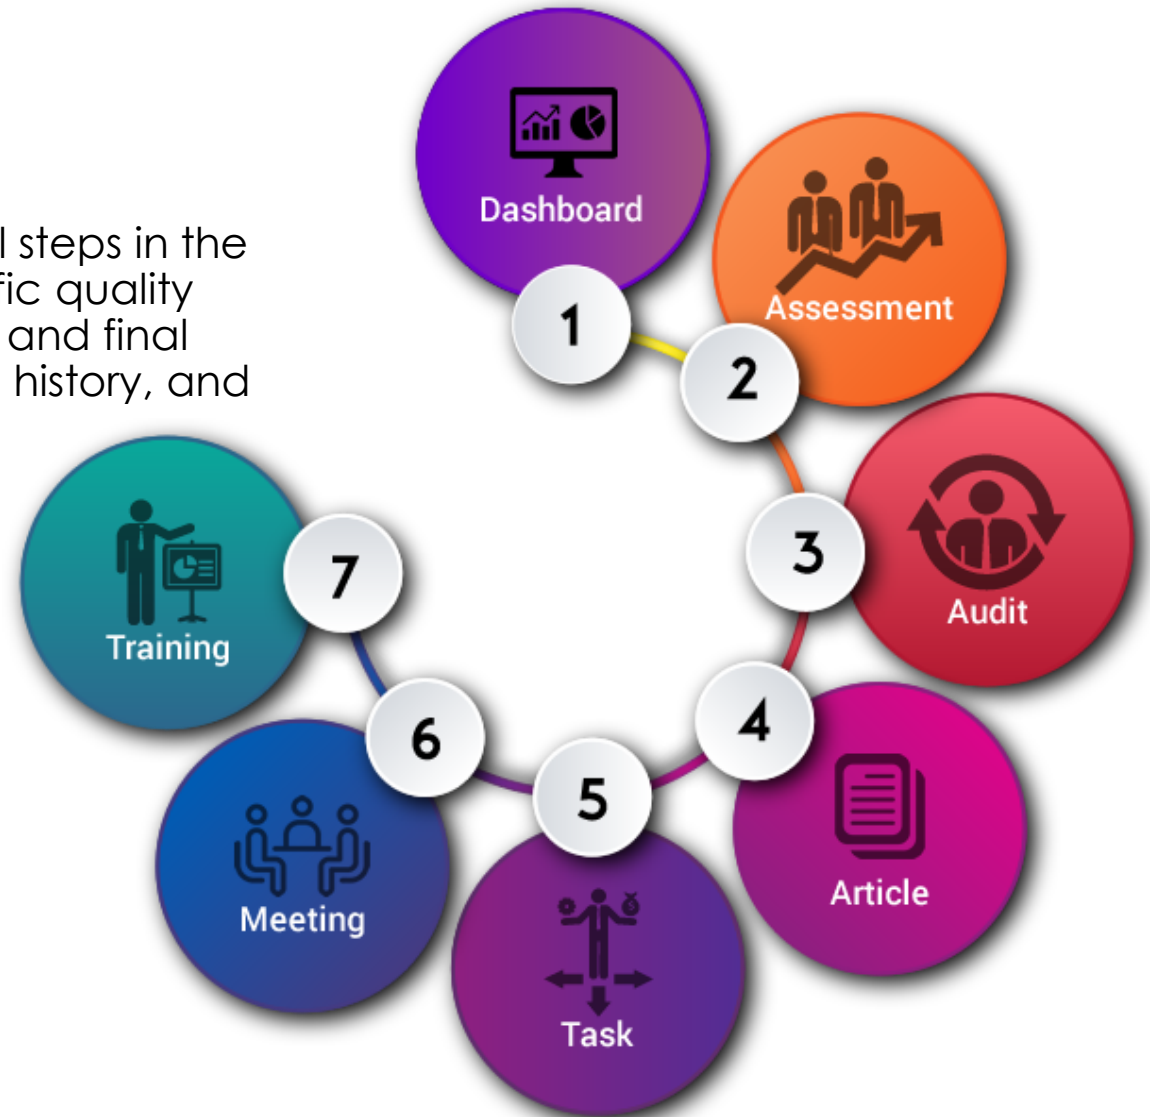 steps in the
quality
and final
history, and
Dashboard
1
Assessment
2
Audit
3
Article
4
Task
5
Meeting
6
Training
7